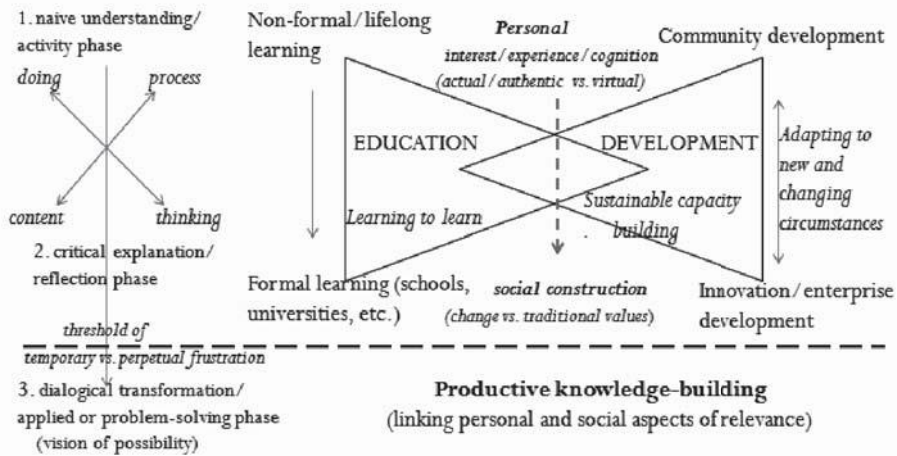 1. naive understanding/
activity phase
doing
process
content
thinking
2. critical explanation/
reflection phase
threshold of
temporary vs. perpetual frustration
3. dialogical transformation/
applied or problem-solving phase
(vision of possibility)
Non-formal/lifelong
learning
Personal
interest/experience/cognition
(actual/authentic vs. virtual)
Community development
EDUCATION
DEVELOPMENT
Adapting to
new and
changing
circumstances
Learning to learn
Sustainable capacity
building
Formal learning (schools,
universities, etc.)
social construction
(change vs. traditional values)
Innovation/enterprise
development
Productive knowledge-building
(linking personal and social aspects of relevance)